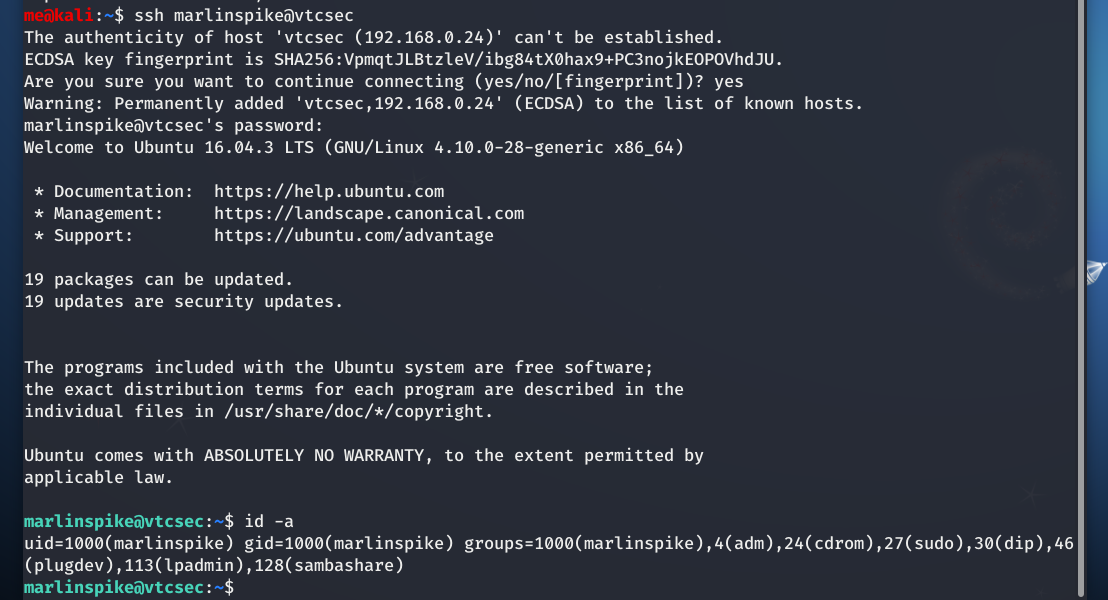 me@kali:~$ ssh marlinspike@vtcsec
The authenticity of host 'vtcsec (192.168.0.24)' can't be established.
ECDSA key fingerprint is SHA256:VpmqtJLBtzleV/ibg84tX0hax9+PC3nojkEOPOVhdJU.
Are you sure you want to continue connecting (yes/no/[fingerprint])? yes
Warning: Permanently added 'vtcsec,192.168.0.24' (ECDSA) to the list of known hosts.
marlinspike@vtcsec's password:
Welcome to Ubuntu 16.04.3 LTS (GNU/Linux 4.10.0-28-generic x86_64)

 * Documentation:  https://help.ubuntu.com
 * Management:     https://landscape.canonical.com
 * Support:        https://ubuntu.com/advantage

19 packages can be updated.
19 updates are security updates.


The programs included with the Ubuntu system are free software;
the exact distribution terms for each program are described in the
individual files in /usr/share/doc/*/copyright.

Ubuntu comes with ABSOLUTELY NO WARRANTY, to the extent permitted by
applicable law.

marlinspike@vtcsec:~$ id -a
uid=1000(marlinspike) gid=1000(marlinspike) groups=1000(marlinspike),4(adm),24(cdrom),27(sudo),30(dip),46
(plugdev),113(lpadmin),128(sambashare)
marlinspike@vtcsec:~$